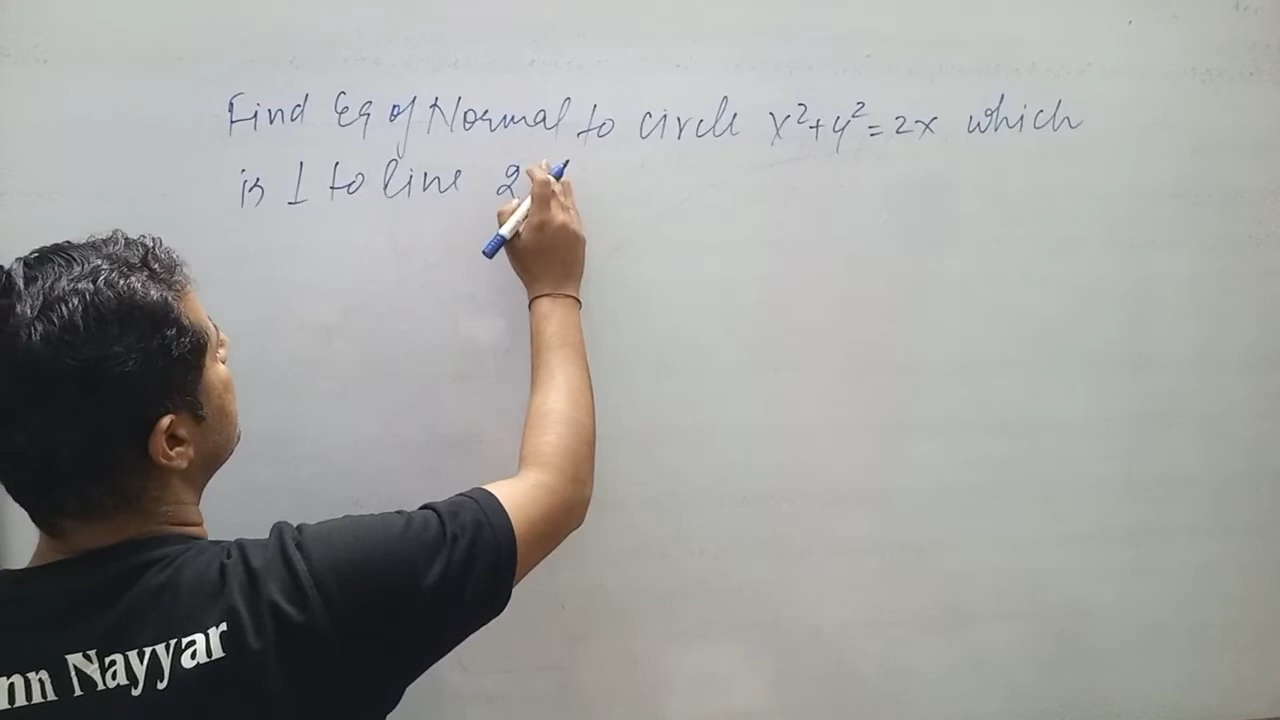 Find Eq of Normal to circle x²+y²=2x which
is ⊥ to line 2
nn Nayyar